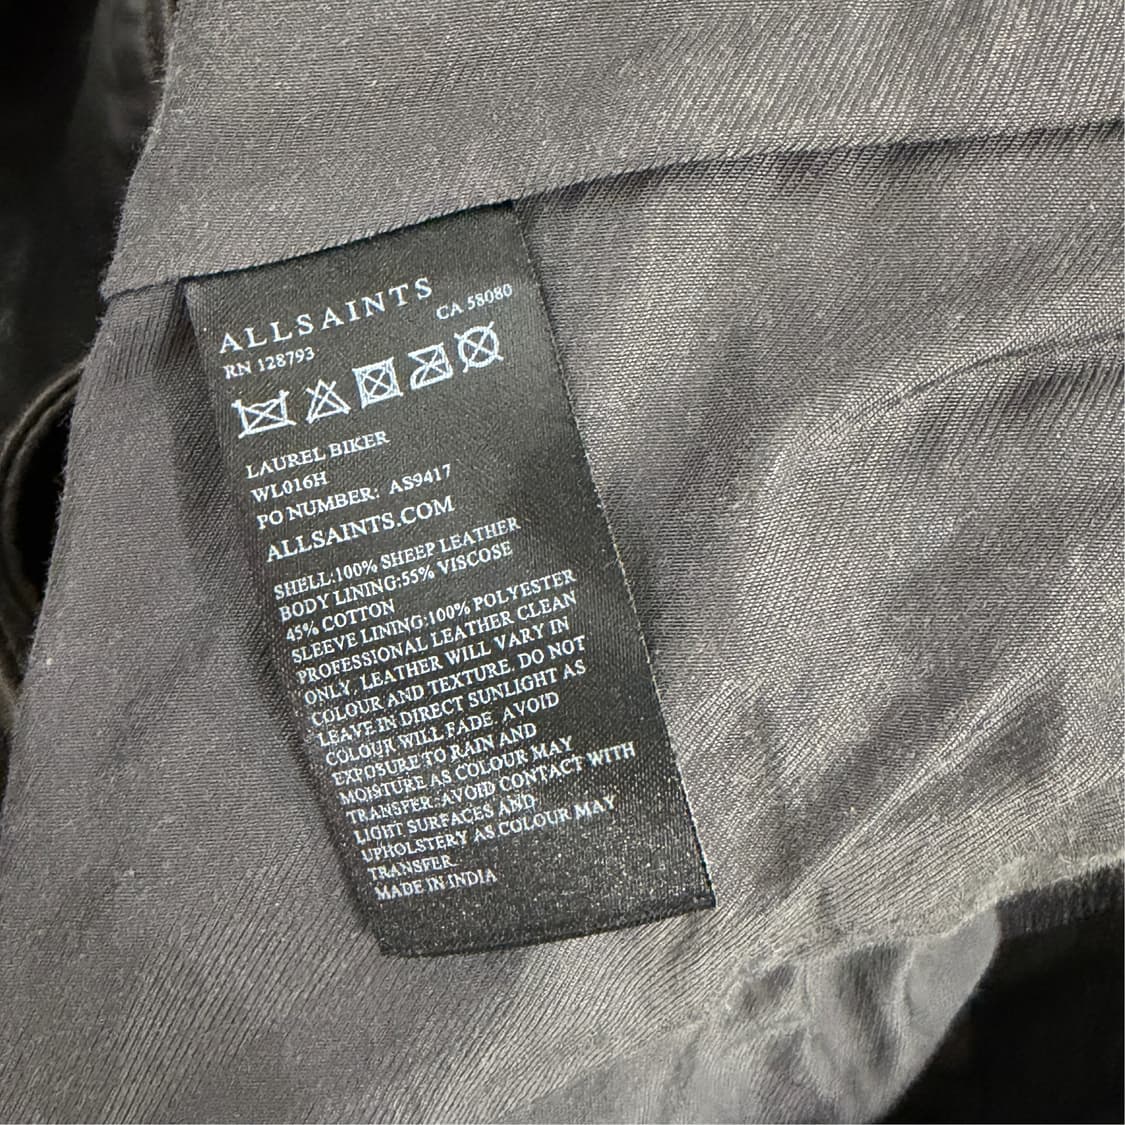 ALLSAINTS
RN 128793 CA 58080
LAUREL BIKER
WL016H
PO NUMBER: AS9417
ALLSAINTS.COM
SHELL:100% SHEEP LEATHER
BODY LINING:55% VISCOSE
45% COTTON
SLEEVE LINING:100% POLYESTER
PROFESSIONAL LEATHER CLEAN
ONLY. LEATHER WILL VARY IN
COLOUR AND TEXTURE. DO NOT
LEAVE IN DIRECT SUNLIGHT AS
COLOUR WILL FADE. AVOID
EXPOSURE TO RAIN AND
MOISTURE AS COLOUR MAY
TRANSFER. AVOID CONTACT WITH
LIGHT SURFACES AND
UPHOLSTERY AS COLOUR MAY
TRANSFER.
MADE IN INDIA